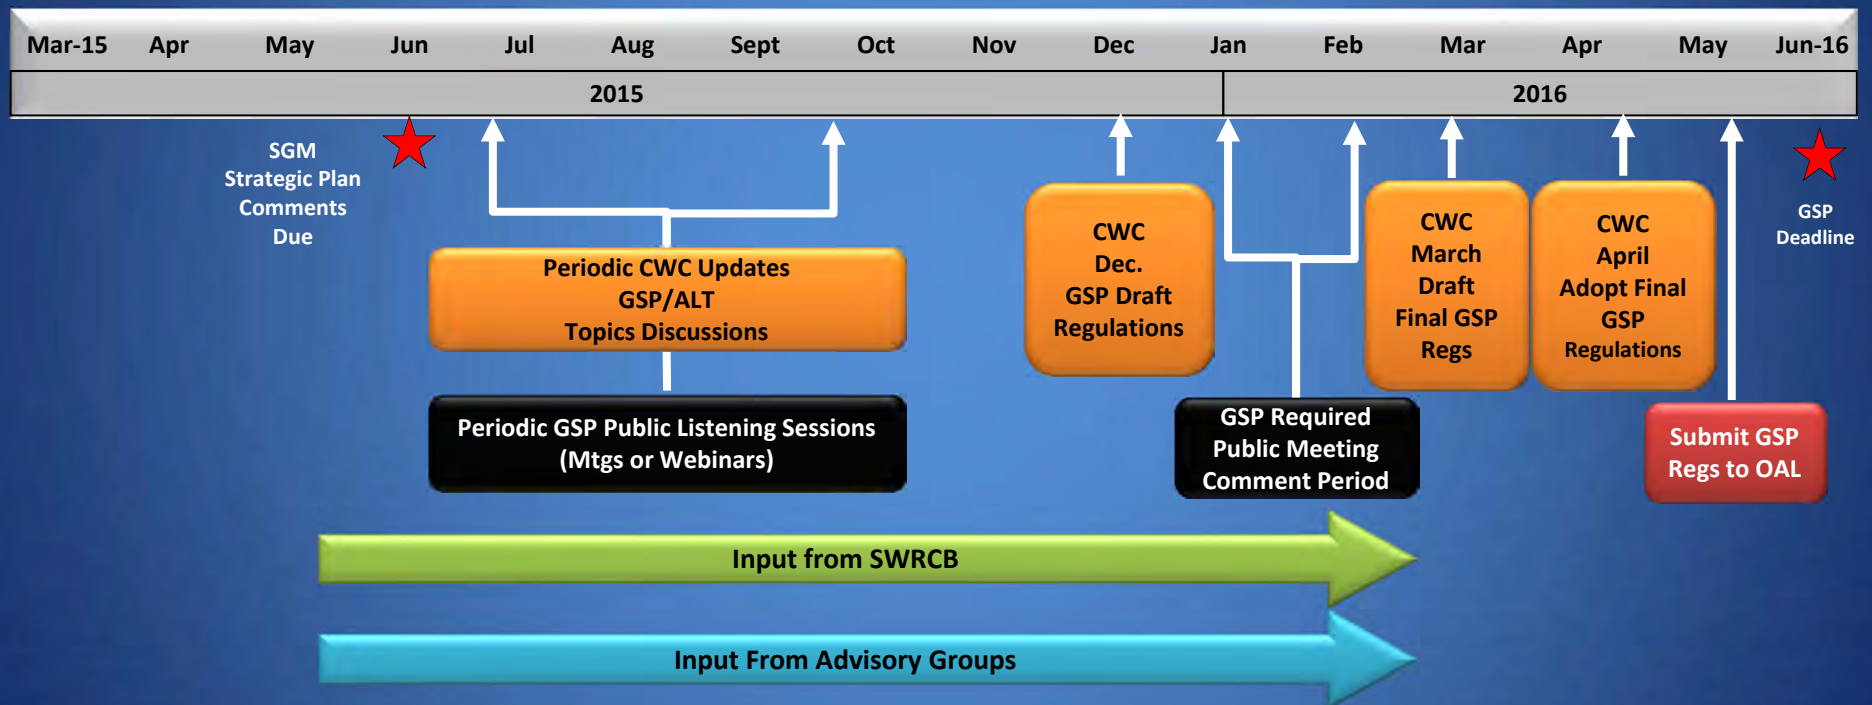 Mar-15 Apr May Jun Jul Aug Sept Oct Nov Dec Jan Feb Mar Apr May Jun-16
2015 2016
SGM
Strategic Plan
Comments
Due
Periodic CWC Updates
GSP/ALT
Topics Discussions
Periodic GSP Public Listening Sessions
(Mtgs or Webinars)
CWC
Dec.
GSP Draft
Regulations
GSP Required
Public Meeting
Comment Period
CWC
March
Draft
Final GSP
Regs
CWC
April
Adopt Final
GSP
Regulations
Submit GSP
Regs to OAL
GSP
Deadline
Input from SWRCB
Input From Advisory Groups